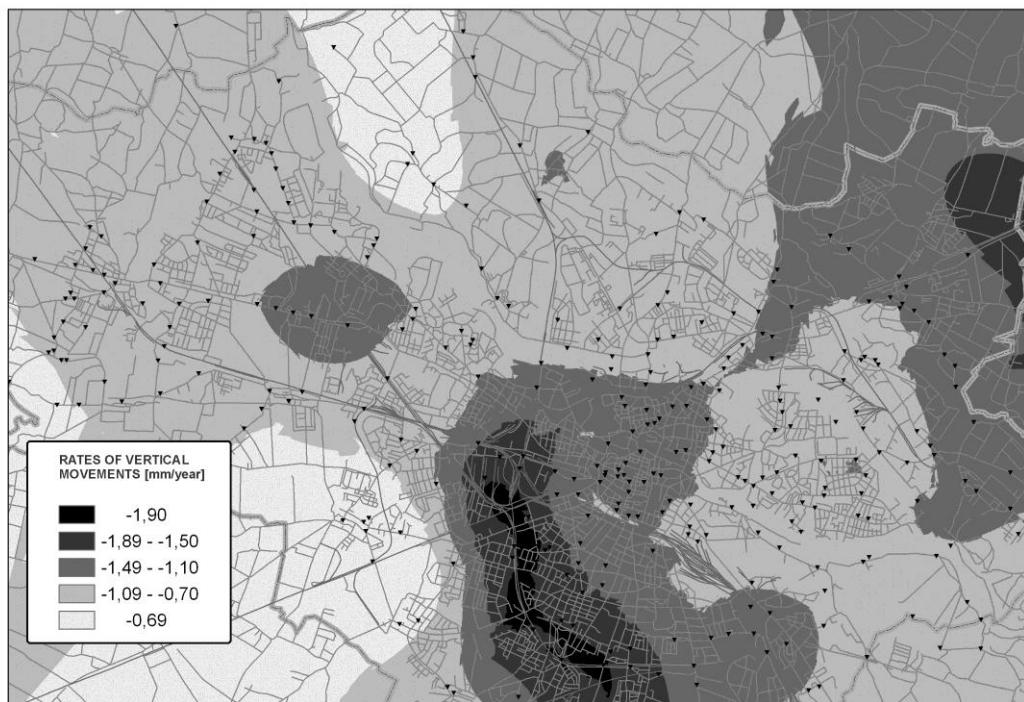 RATES OF VERTICAL
MOVEMENTS [mm/year]
-1,90
-1,89 - -1,50
-1,49 - -1,10
-1,09 - -0,70
-0,69